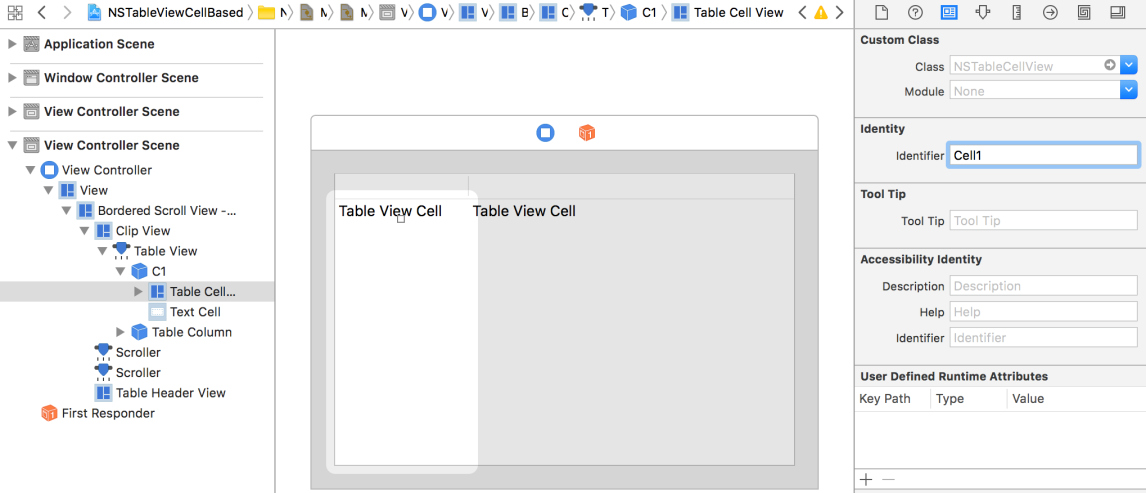 NSTableViewCellBased N M M V V V B C T C1 Table Cell View
Application Scene
Window Controller Scene
View Controller Scene
View Controller Scene
View Controller
View
Bordered Scroll View -...
Clip View
Table View
C1
Table Cell...
Text Cell
Table Column
Scroller
Scroller
Table Header View
First Responder
Table View Cell
Table View Cell
Custom Class
Class NSTableCellView
Module None
Identity
Identifier Cell1
Tool Tip
Tool Tip Tool Tip
Accessibility Identity
Description Description
Help Help
Identifier Identifier
User Defined Runtime Attributes
Key Path Type Value